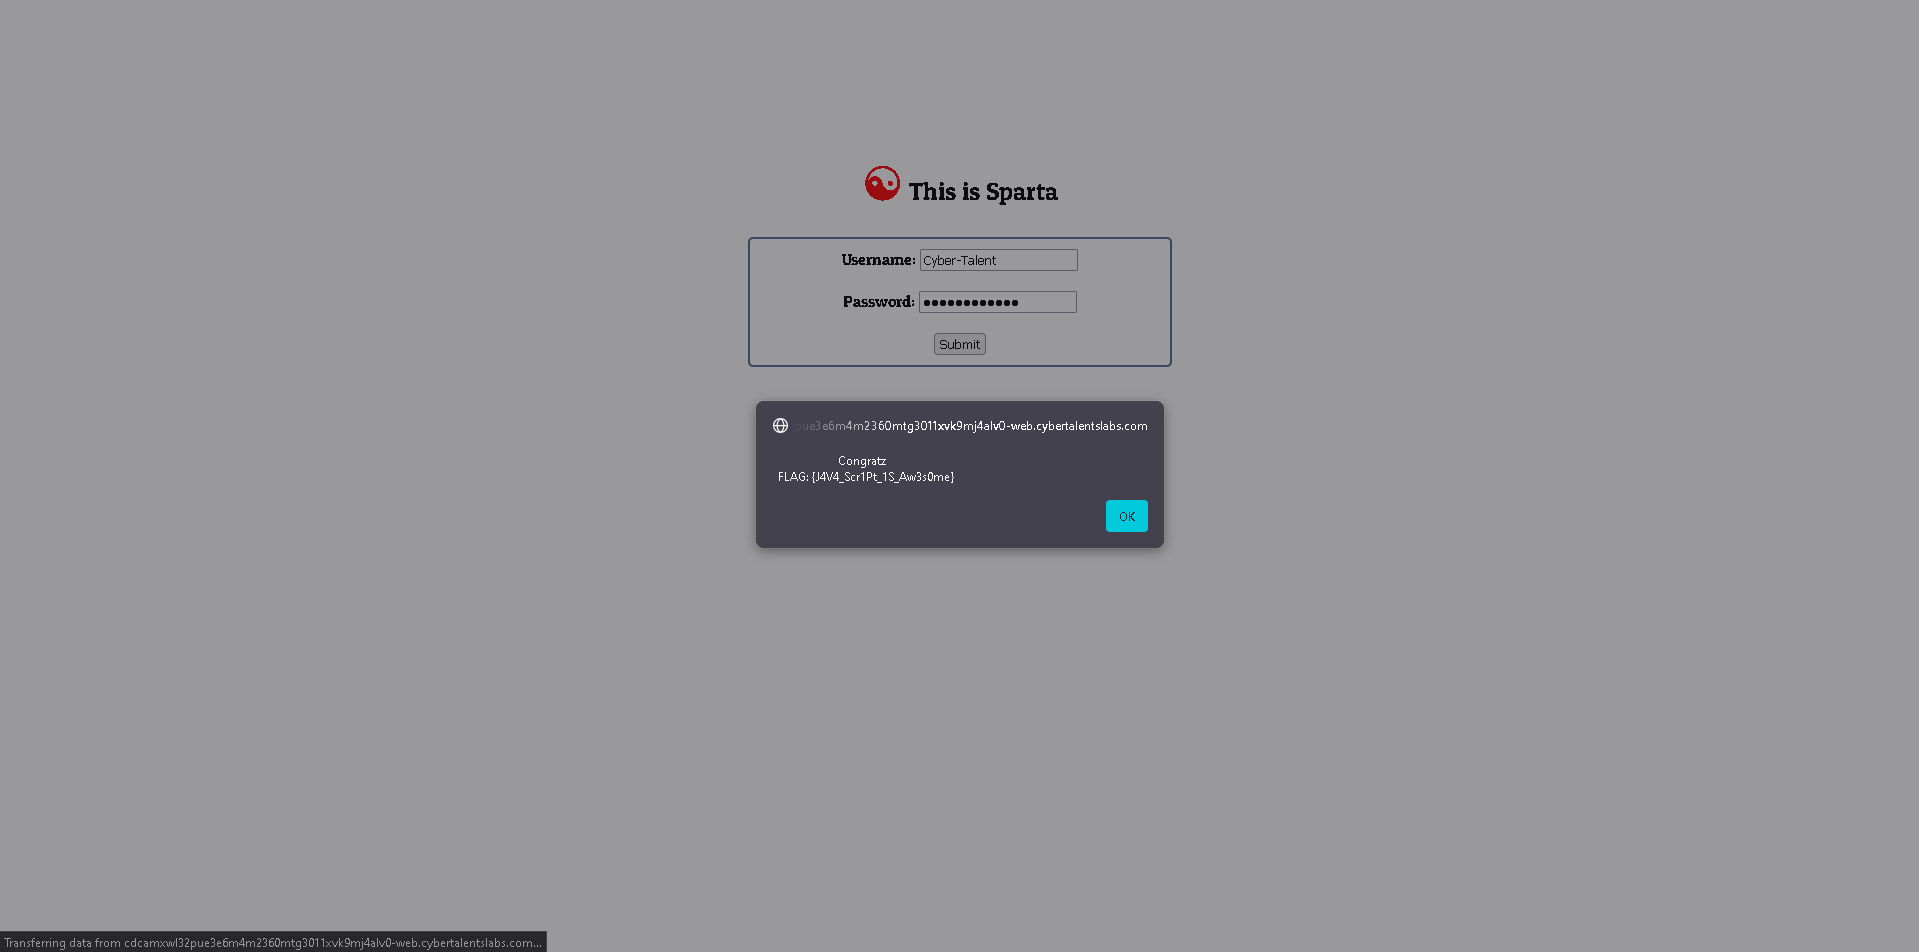 This is Sparta
Username: Cyber-Talent
Password: ●●●●●●●●●●●●
Submit
pue3e6m4m2360mtg3011xvk9mj4alv0-web.cybertalentslabs.com
Congratz
FLAG: {J4V4_Scr1Pt_1S_Aw3s0me}
OK
Transferring data from cdcamxwl32pue3e6m4m2360mtg3011xvk9mj4alv0-web.cybertalentslabs.com...